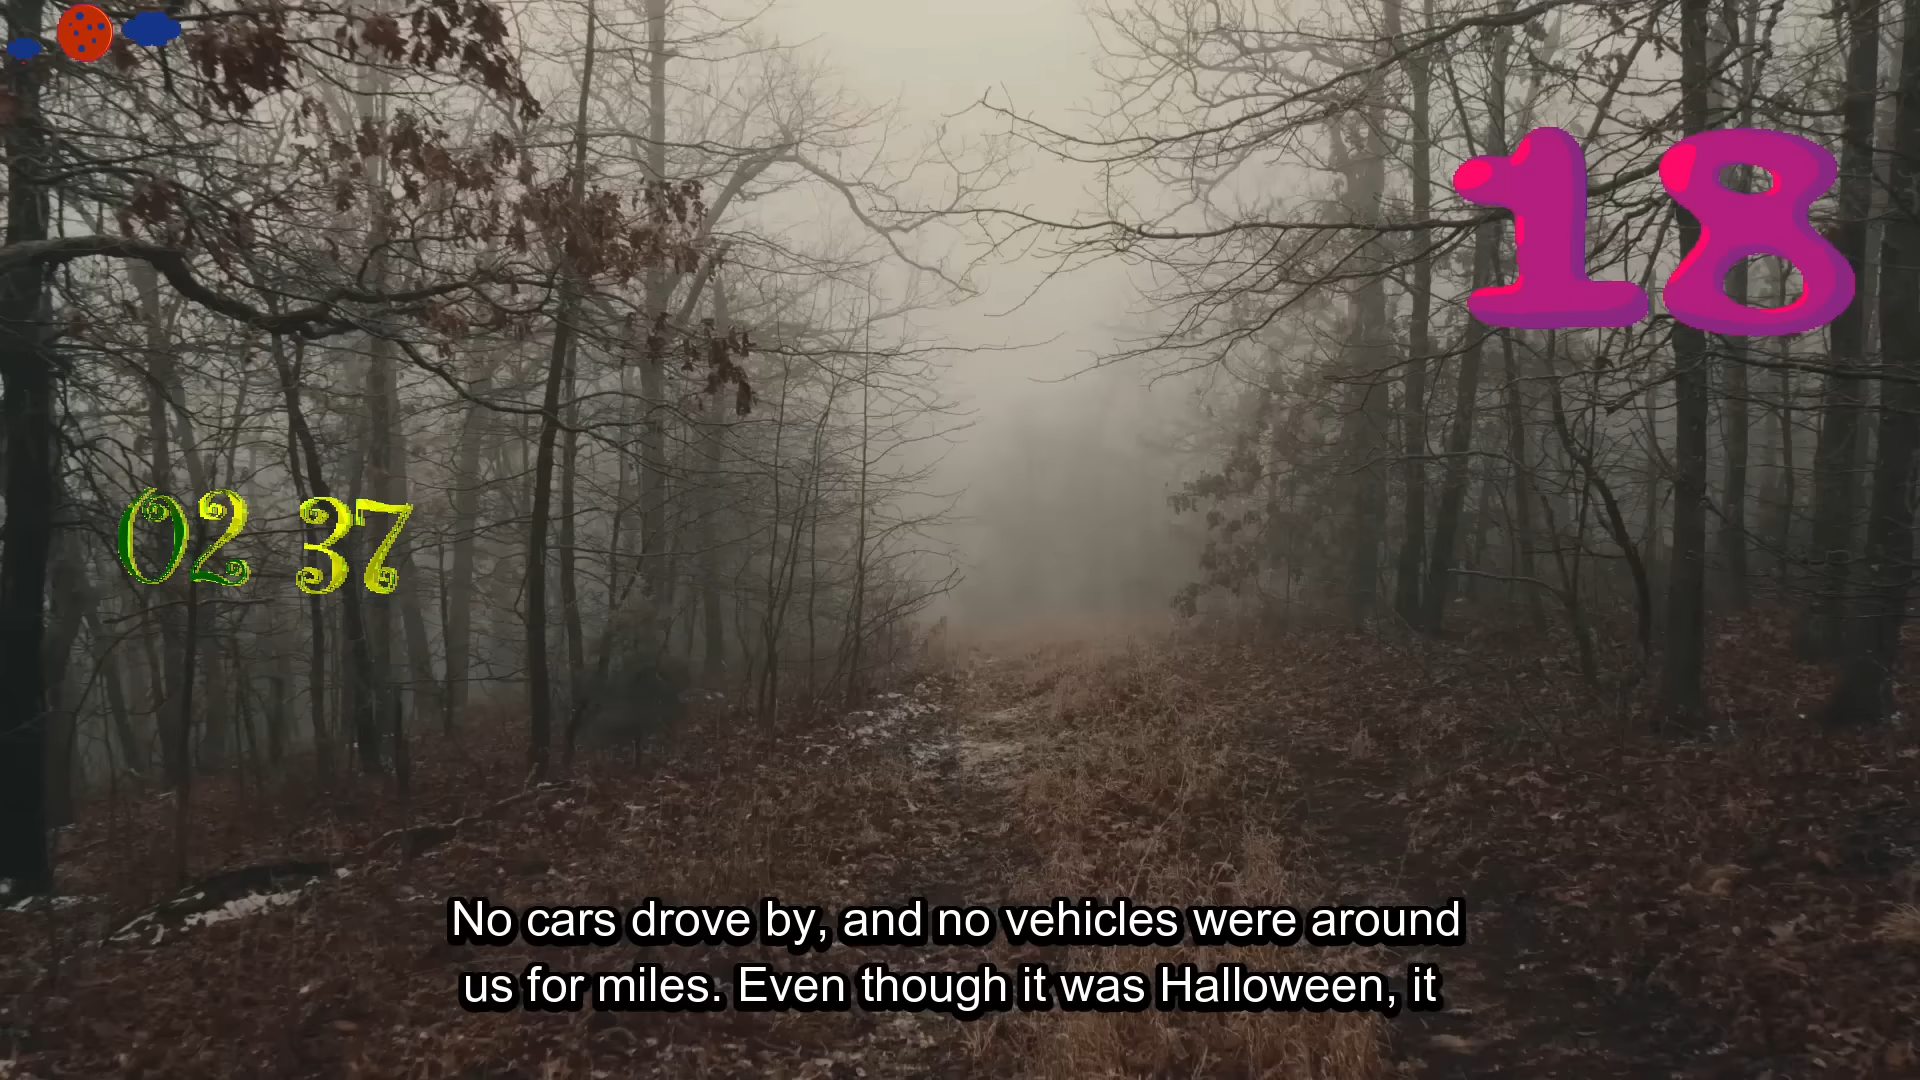 18
02 37
No cars drove by, and no vehicles were around
us for miles. Even though it was Halloween, it